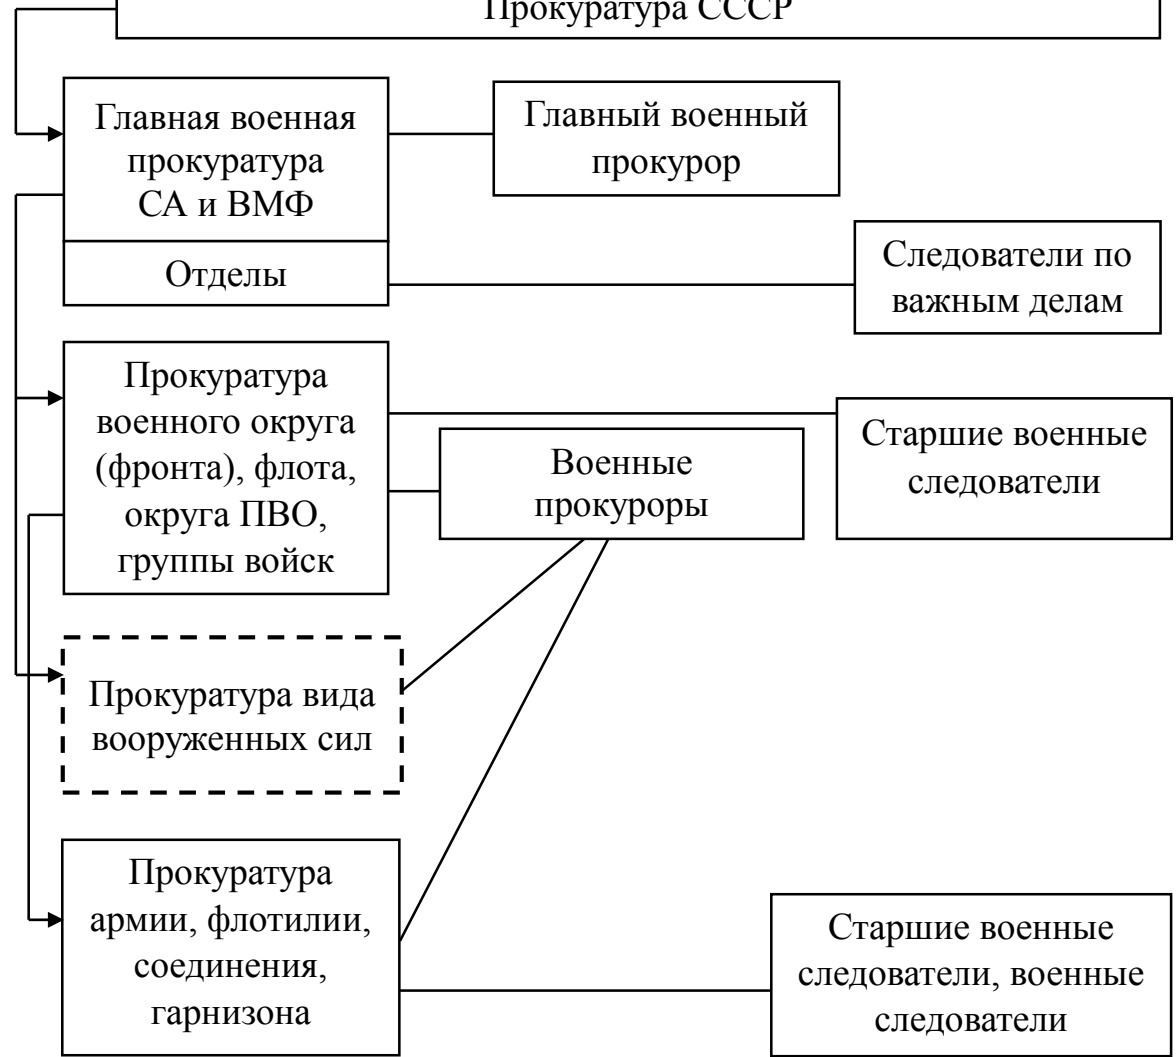 Прокуратура СССР
Главная военная
прокуратура
СА и ВМФ
Главный военный
прокурор
Отделы
Следователи по
важным делам
Прокуратура
военного округа
(фронта), флота,
округа ПВО,
группы войск
Военные
прокуроры
Старшие военные
следователи
Прокуратура вида
вооруженных сил
Прокуратура
армии, флотилии,
соединения,
гарнизона
Старшие военные
следователи, военные
следователи